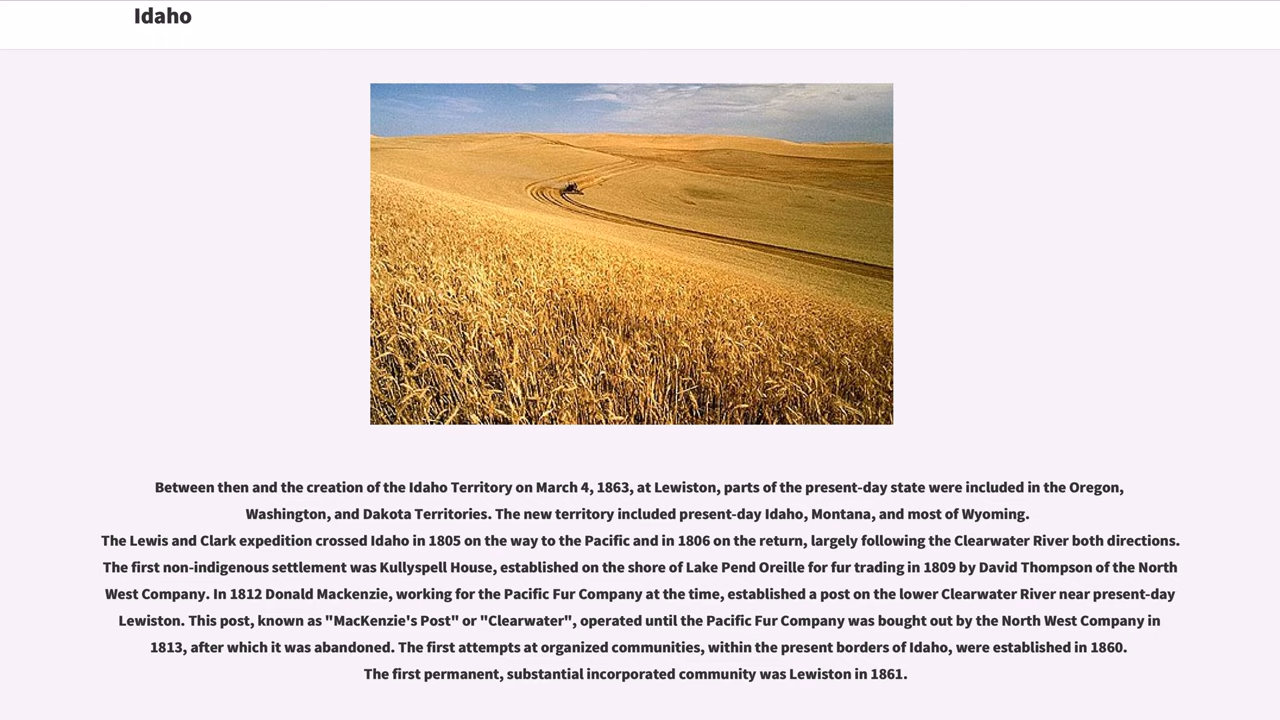 Idaho
Between then and the creation of the Idaho Territory on March 4, 1863, at Lewiston, parts of the present-day state were included in the Oregon,
Washington, and Dakota Territories. The new territory included present-day Idaho, Montana, and most of Wyoming.
The Lewis and Clark expedition crossed Idaho in 1805 on the way to the Pacific and in 1806 on the return, largely following the Clearwater River both directions.
The first non-indigenous settlement was Kullyspell House, established on the shore of Lake Pend Oreille for fur trading in 1809 by David Thompson of the North
West Company. In 1812 Donald Mackenzie, working for the Pacific Fur Company at the time, established a post on the lower Clearwater River near present-day
Lewiston. This post, known as "MacKenzie's Post" or "Clearwater", operated until the Pacific Fur Company was bought out by the North West Company in
1813, after which it was abandoned. The first attempts at organized communities, within the present borders of Idaho, were established in 1860.
The first permanent, substantial incorporated community was Lewiston in 1861.